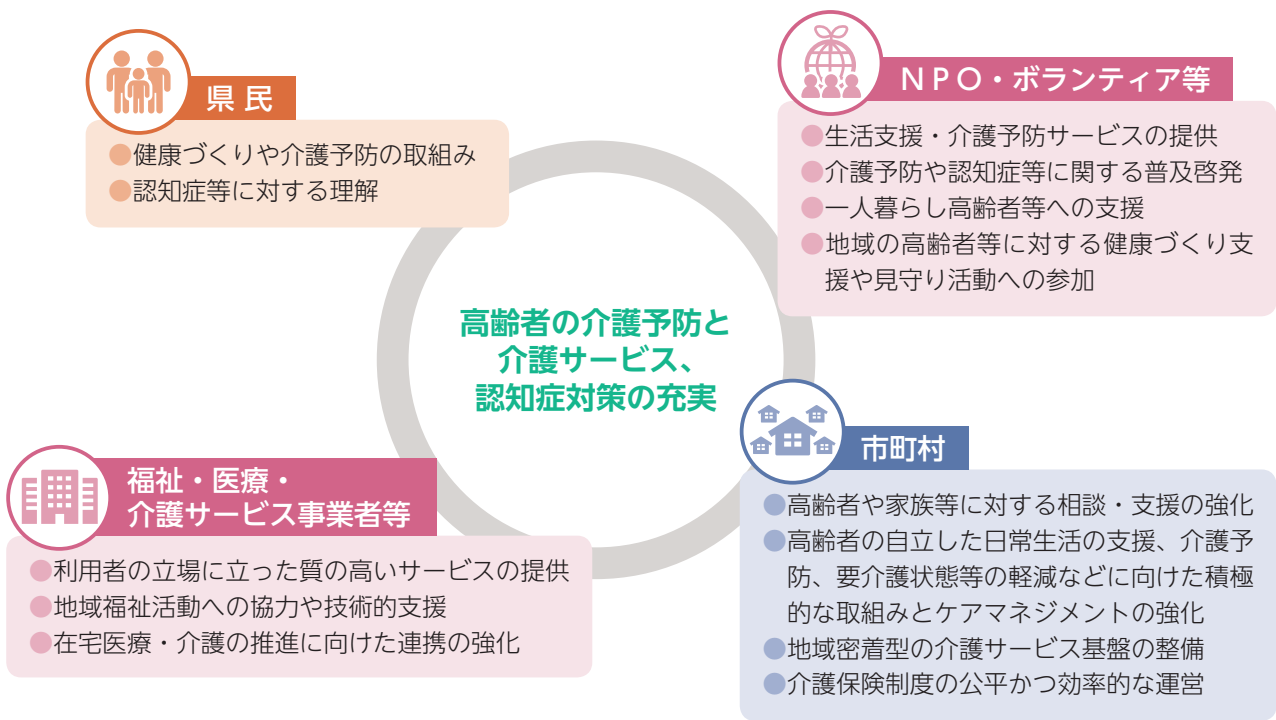 県民
●健康づくりや介護予防の取組み
●認知症等に対する理解
NPO・ボランティア等
●生活支援・介護予防サービスの提供
●介護予防や認知症等に関する普及啓発
●一人暮らし高齢者等への支援
●地域の高齢者等に対する健康づくり支
援や見守り活動への参加
高齢者の介護予防と
介護サービス、
認知症対策の充実
福祉・医療・
介護サービス事業者等
●利用者の立場に立った質の高いサービスの提供
●地域福祉活動への協力や技術的支援
●在宅医療・介護の推進に向けた連携の強化
市町村
●高齢者や家族等に対する相談・支援の強化
●高齢者の自立した日常生活の支援、介護予
防、要介護状態等の軽減などに向けた積極
的な取組みとケアマネジメントの強化
●地域密着型の介護サービス基盤の整備
●介護保険制度の公平かつ効率的な運営